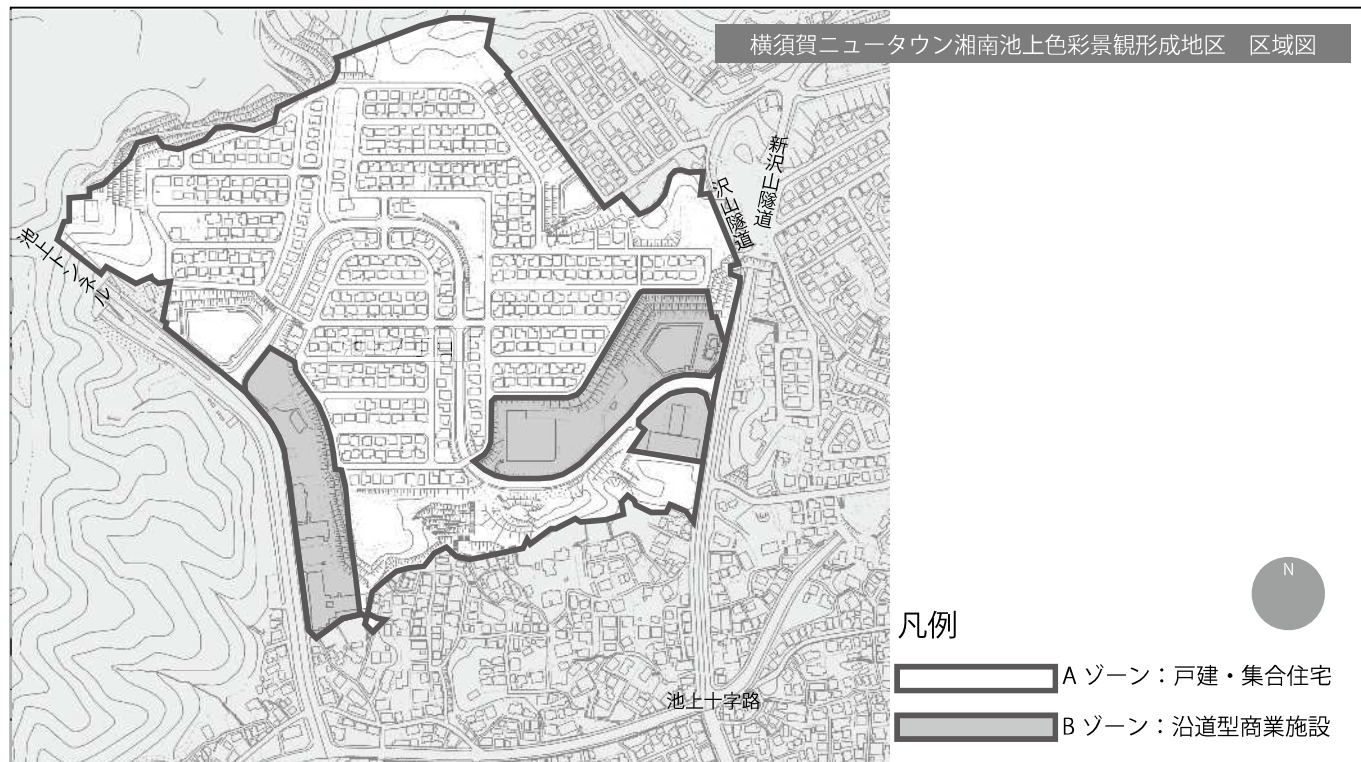 横須賀ニュータウン湘南池上色彩景観形成地区　区域図
新沢山隧道
沢山隧道
池上トンネル
池上十字路
N
凡例
A ゾーン：戸建・集合住宅
B ゾーン：沿道型商業施設